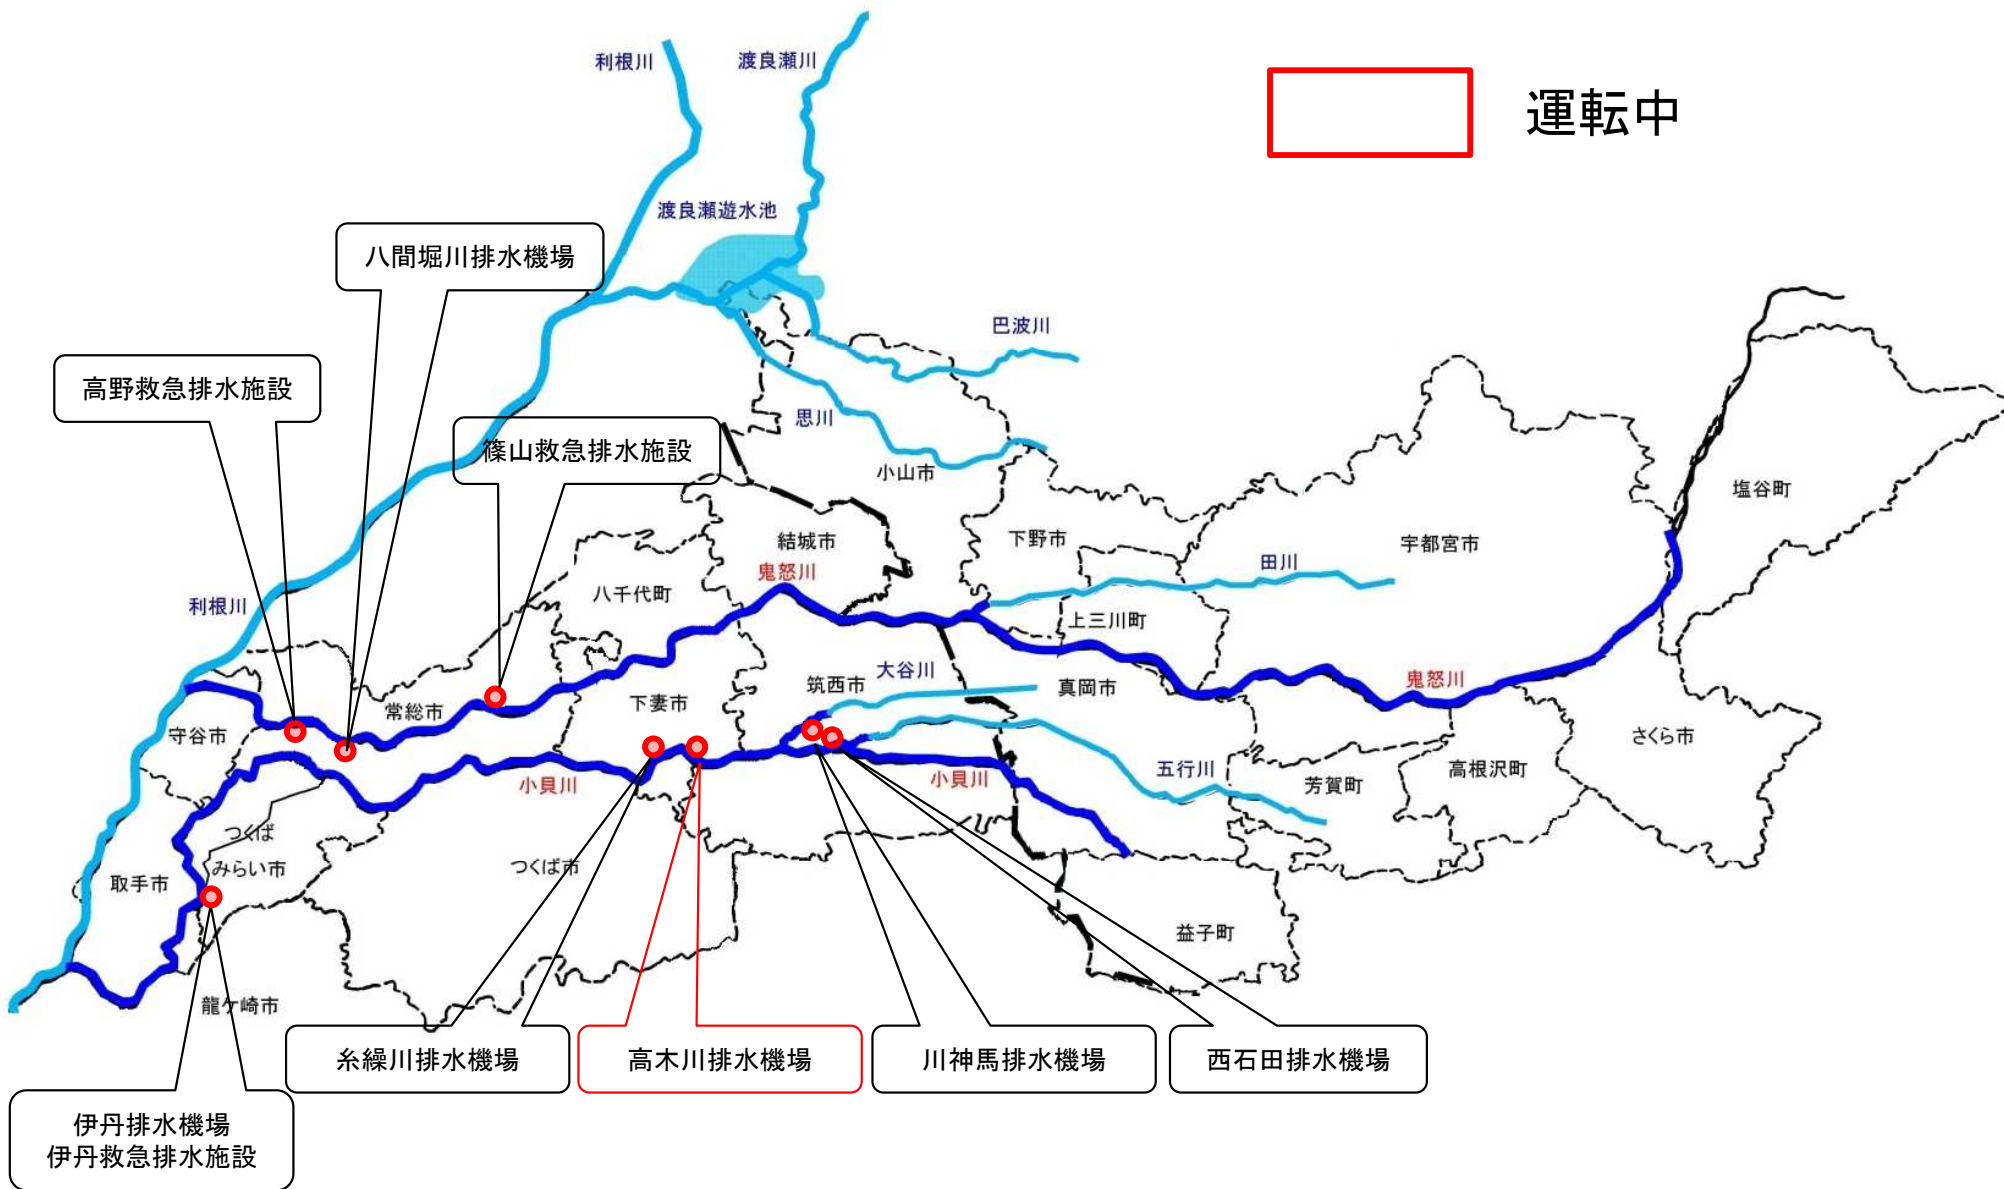 利根川
渡良瀬川
運転中
渡良瀬遊水池
八間堀川排水機場
巴波川
高野救急排水施設
思川
篠山救急排水施設
小山市
塩谷町
結城市
下野市
宇都宮市
鬼怒川
田川
八千代町
利根川
上三川町
大谷川
筑西市
真岡市
鬼怒川
下妻市
常総市
守谷市
さくら市
五行川
高根沢町
小貝川
小貝川
芳賀町
つくば
みらい市
つくば市
取手市
益子町
龍ケ崎市
糸繰川排水機場
高木川排水機場
川神馬排水機場
西石田排水機場
伊丹排水機場
伊丹救急排水施設